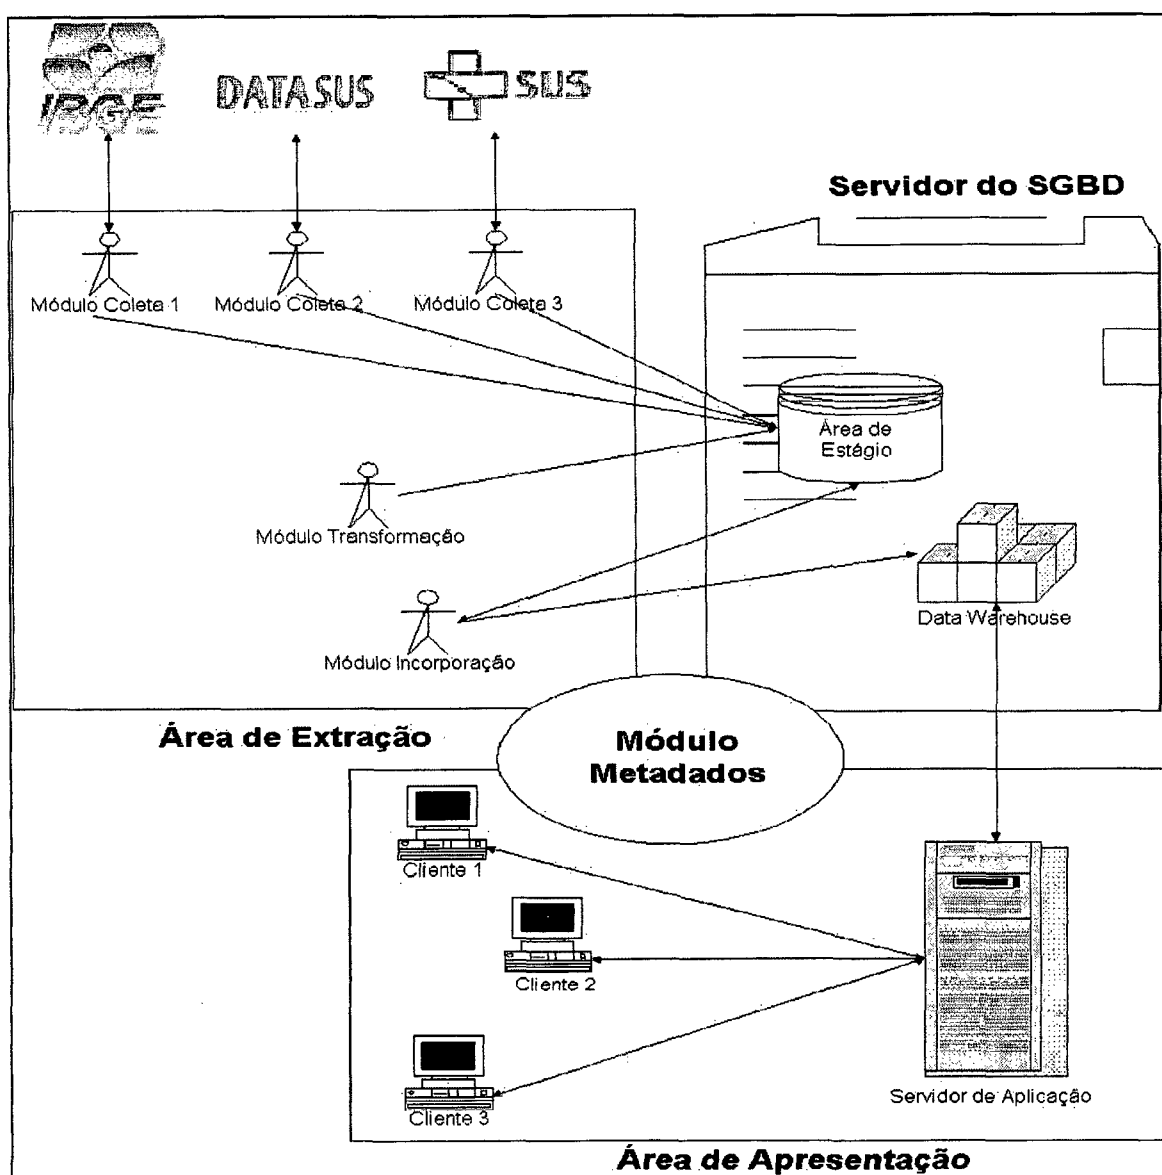 IBGE
DATASUS
SUS
Servidor do SGBD
Módulo Coleta 1
Módulo Coleta 2
Módulo Coleta 3
Área de
Estágio
Módulo Transformação
Módulo Incorporação
Data Warehouse
Área de Extração
Módulo
Metadados
Cliente 1
Cliente 2
Cliente 3
Servidor de Aplicação
Área de Apresentação